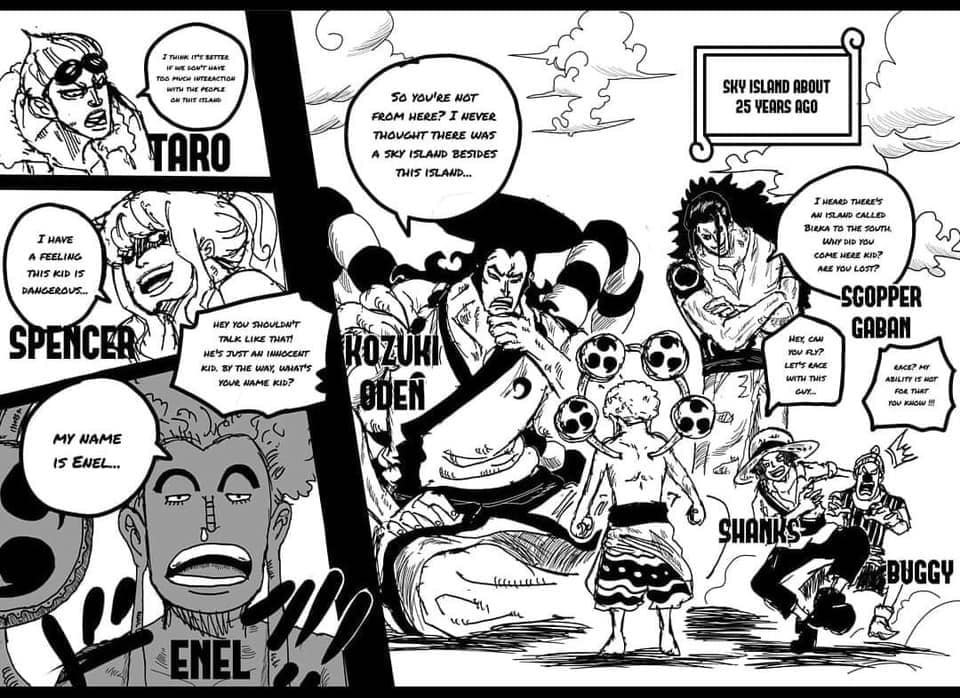 I THINK IT'S BETTER
IF WE DON'T HAVE
TOO MUCH INTERACTION
WITH THE PEOPLE
ON THIS ISLAND
TARO
I HAVE
A FEELING
THIS KID IS
DANGEROUS...
SPENCER
HEY YOU SHOULDN'T
TALK LIKE THAT!
HE'S JUST AN INNOCENT
KID. BY THE WAY, WHAT'S
YOUR NAME KID?
MY NAME
IS ENEL...
ENEL
SKY ISLAND ABOUT
25 YEARS AGO
SO YOU'RE NOT
FROM HERE? I NEVER
THOUGHT THERE WAS
A SKY ISLAND BESIDES
THIS ISLAND...
KOZUKI
ODEN
I HEARD THERE'S
AN ISLAND CALLED
BIRKA TO THE SOUTH.
WHY DID YOU
COME HERE KID?
ARE YOU LOST?
SCOPPER
GABAN
HEY, CAN
YOU FLY?
LET'S RACE
WITH THIS
GUY...
RACE? MY
ABILITY IS NOT
FOR THAT
YOU KNOW !!!
SHANKS
BUGGY